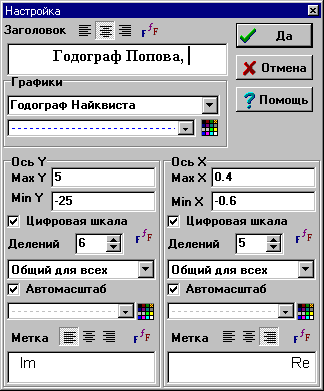 Настройка
Заголовок
F f F
Да
Годограф Попова,
Отмена
Графики
Помощь
Годограф Найквиста
Ось Y
Max Y 5
Min Y -25
Цифровая шкала
Делений 6 F f F
Общий для всех
Автомасштаб
Метка F f F
Im
Ось X
Max X 0.4
Min X -0.6
Цифровая шкала
Делений 5 F f F
Общий для всех
Автомасштаб
Метка F f F
Re